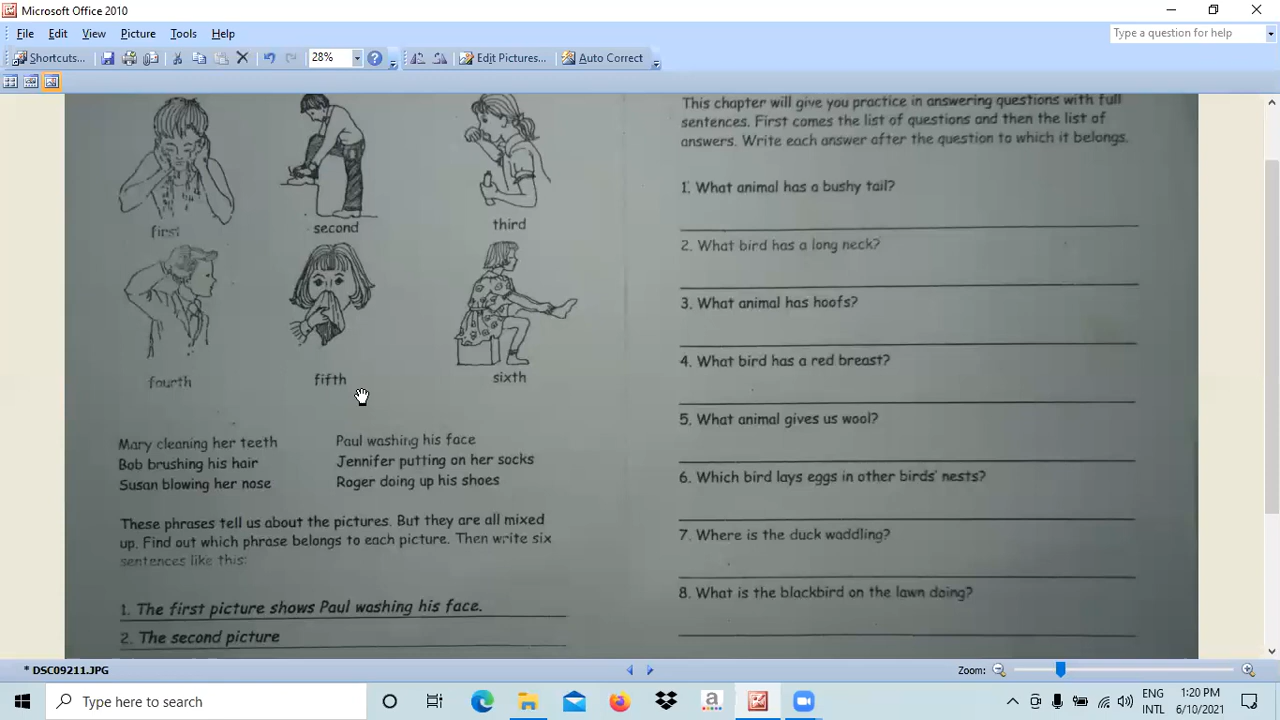 Microsoft Office 2010
File Edit View Picture Tools Help
Type a question for help
Shortcuts...
28%
Edit Pictures...
Auto Correct
first
second
third
fourth
fifth
sixth
Mary cleaning her teeth
Bob brushing his hair
Susan blowing her nose
Paul washing his face
Jennifer putting on her socks
Roger doing up his shoes
These phrases tell us about the pictures. But they are all mixed
up. Find out which phrase belongs to each picture. Then write six
sentences like this:
1. The first picture shows Paul washing his face.
2. The second picture
This chapter will give you practice in answering questions with full
sentences. First comes the list of questions and then the list of
answers. Write each answer after the question to which it belongs.
1. What animal has a bushy tail?
2. What bird has a long neck?
3. What animal has hoofs?
4. What bird has a red breast?
5. What animal gives us wool?
6. Which bird lays eggs in other birds' nests?
7. Where is the duck waddling?
8. What is the blackbird on the lawn doing?
* DSC09211.JPG
Zoom:
Type here to search
a
ENG
INTL
1:20 PM
6/10/2021